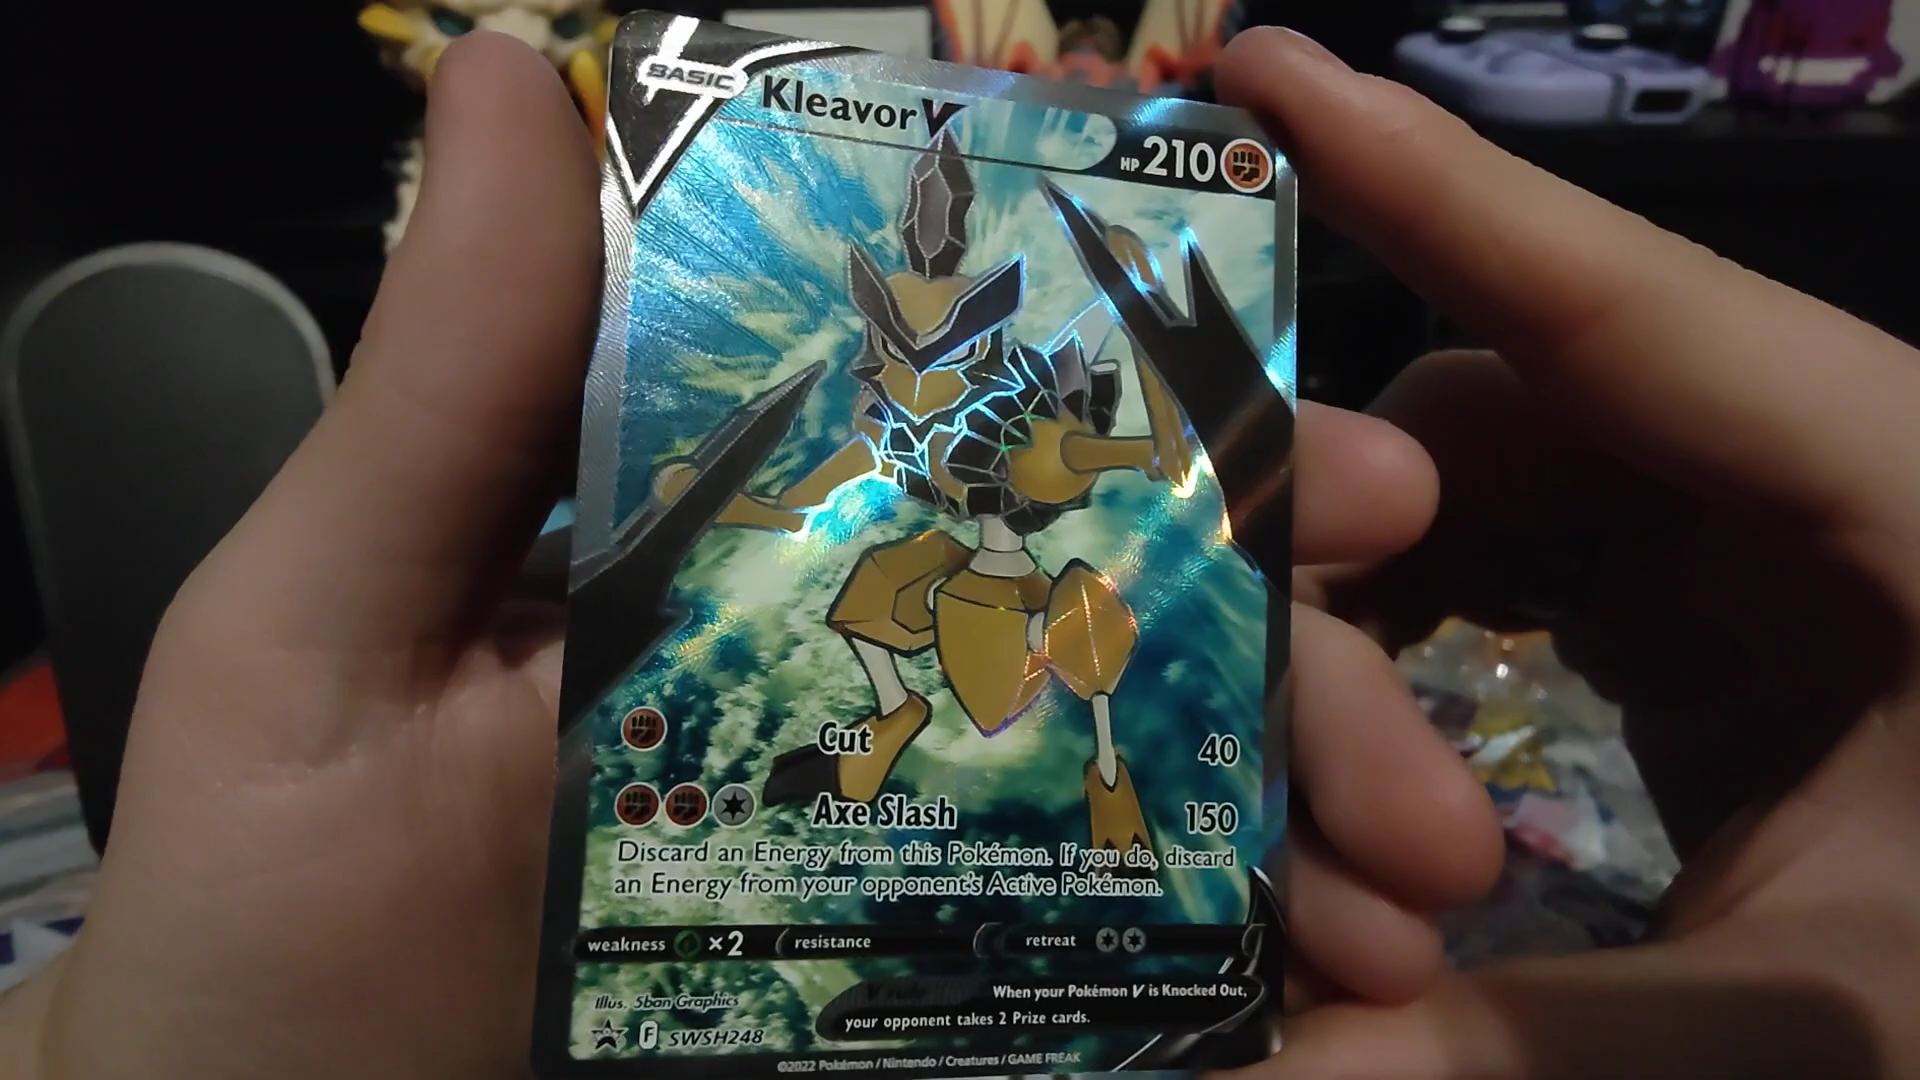 BASIC
Kleavor V
HP 210
Cut 40
Axe Slash 150
Discard an Energy from this Pokémon. If you do, discard
an Energy from your opponent's Active Pokémon.
weakness ×2 resistance retreat
Illus. 5ban Graphics
V rule When your Pokémon V is Knocked Out,
your opponent takes 2 Prize cards.
F SWSH248
©2022 Pokémon / Nintendo / Creatures / GAME FREAK